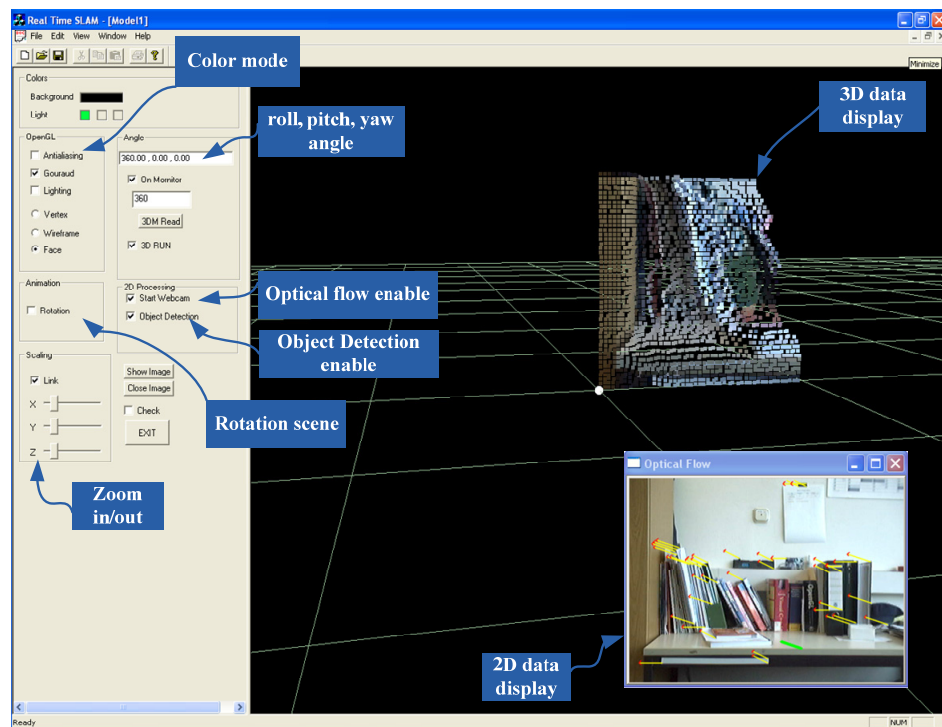 Real Time SLAM - [Model1]
File Edit View Window Help
Minimize
Color mode
Colors
Background
Light
roll, pitch, yaw
angle
3D data
display
OpenGL
Antialiasing
Gouraud
Lighting
Vertex
Wireframe
Face
Angle
360.00 , 0.00 , 0.00
On Monitor
360
3DM Read
3D RUN
Animation
Rotation
2D Processing
Start Webcam
Object Detection
Optical flow enable
Object Detection
enable
Scaling
Link
X
Y
Z
Show Image
Close Image
Check
EXIT
Rotation scene
Zoom
in/out
Optical Flow
OpenGL
2D data
display
Ready
NUM